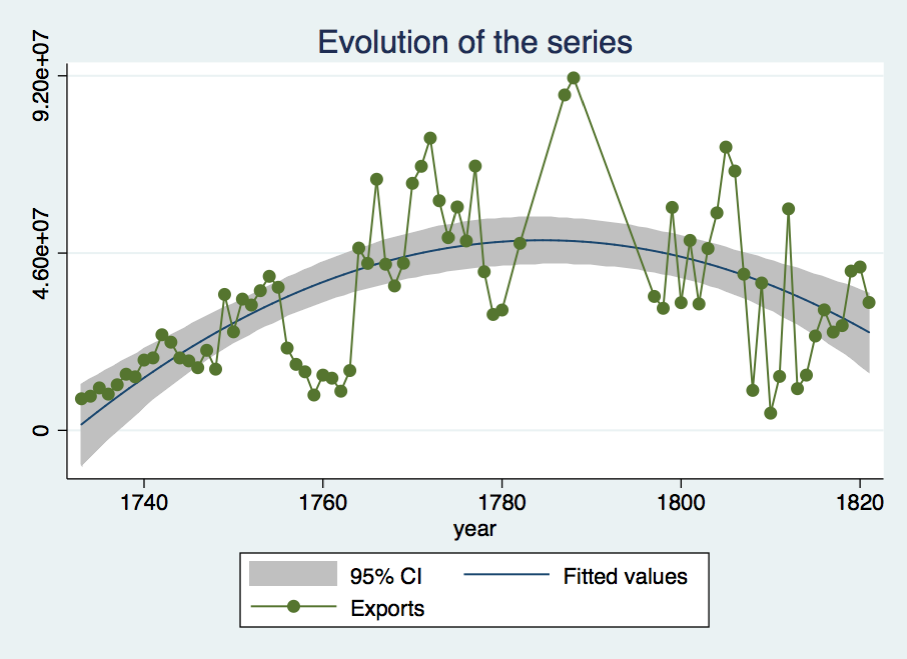 Evolution of the series
9.20e+07
4.60e+07
0
1740 1760 1780 1800 1820
year
95% CI Fitted values
Exports